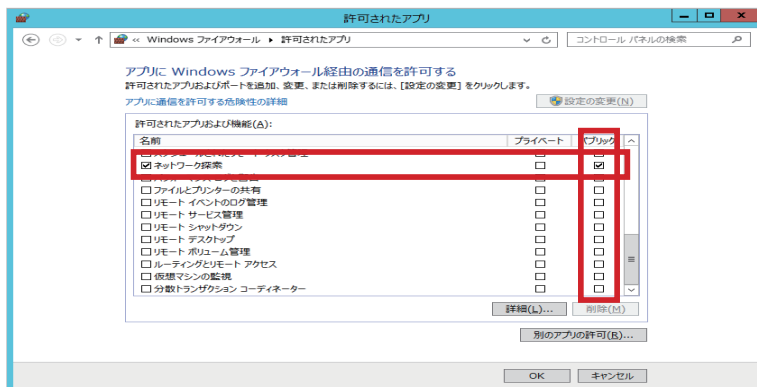 許可されたアプリ
« Windows ファイアウォール ▸ 許可されたアプリ
コントロール パネルの検索
アプリに Windows ファイアウォール経由の通信を許可する
許可されたアプリおよびポートを追加、変更、または削除するには、[設定の変更] をクリックします。
アプリに通信を許可する危険性の詳細
設定の変更(N)
許可されたアプリおよび機能(A):
名前 プライベート パブリック
ネットワーク探索
ファイルとプリンターの共有
リモート イベントのログ管理
リモート サービス管理
リモート シャットダウン
リモート デスクトップ
リモート ボリューム管理
ルーティングとリモート アクセス
仮想マシンの監視
分散トランザクション コーディネーター
詳細(L)... 削除(M)
別のアプリの許可(R)...
OK キャンセル